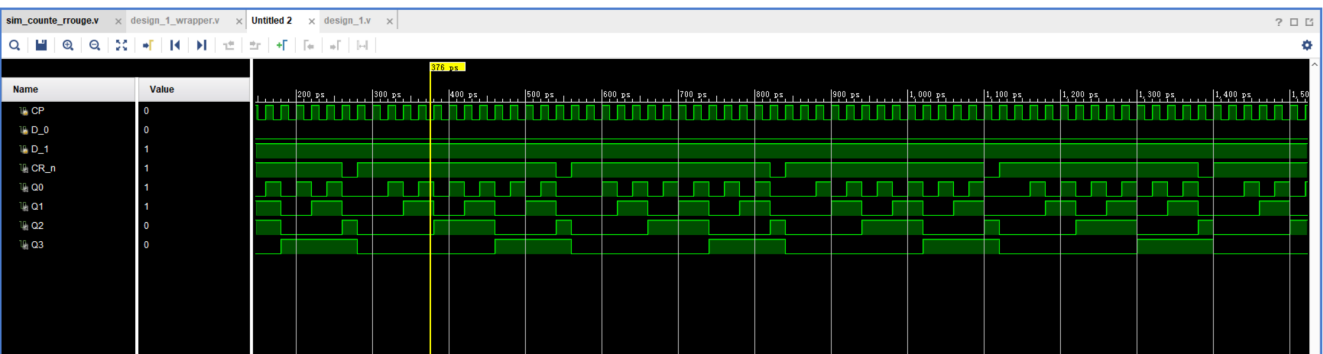 sim_counte_rrouge.v × design_1_wrapper.v × Untitled 2 × design_1.v × ?
376 ps
Name Value
200 ps 300 ps 400 ps 500 ps 600 ps 700 ps 800 ps 900 ps 1,000 ps 1,100 ps 1,200 ps 1,300 ps 1,400 ps 1,50
CP 0
D_0 0
D_1 1
CR_n 1
Q0 1
Q1 1
Q2 0
Q3 0